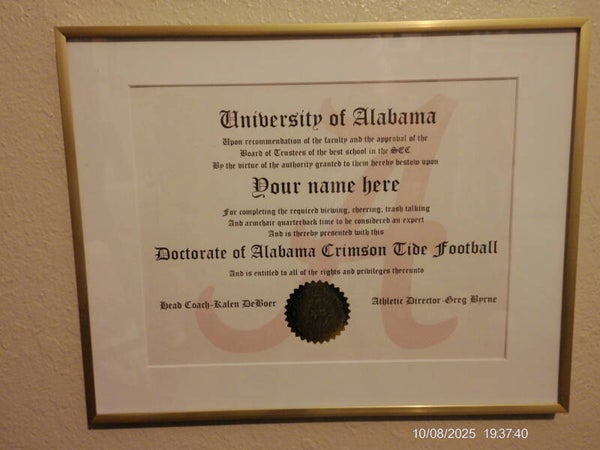 University of Alabama
Upon recommendation of the faculty and the approval of the
Board of Trustees of the best school in the SEC
By the virtue of the authority granted to them hereby bestow upon
Your name here
For completing the required viewing, cheering, trash talking
And armchair quarterback time to be considered an expert
And is thereby presented with this
Doctorate of Alabama Crimson Tide Football
And is entitled to all of the rights and privileges thereunto
Head Coach-Kalen DeBoer Athletic Director-Greg Byrne
10/08/2025 19:37:40